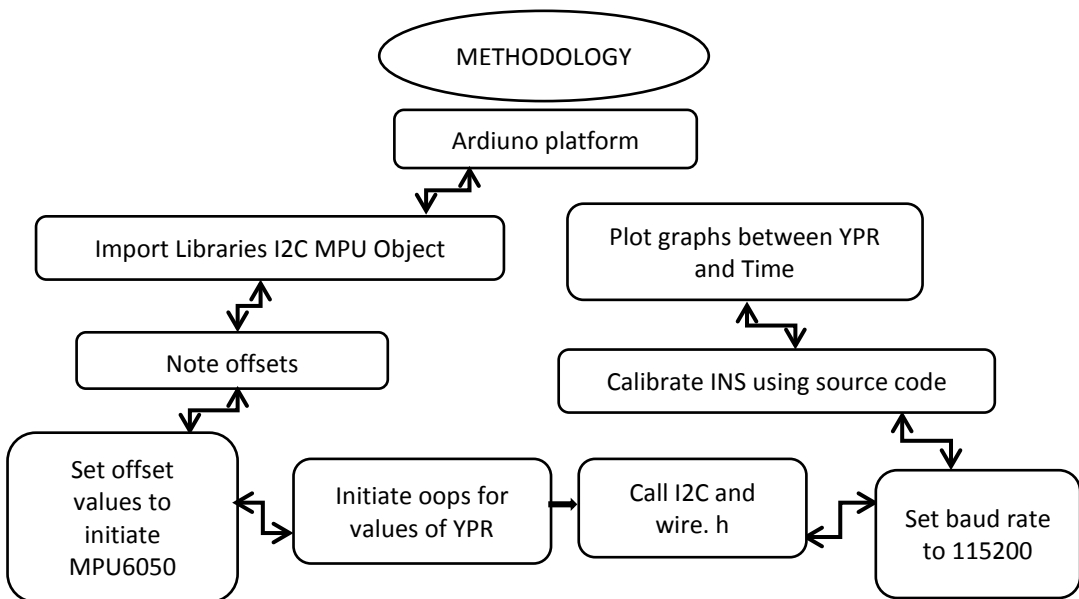 METHODOLOGY
Ardiuno platform
Import Libraries I2C MPU Object
Note offsets
Set offset
values to
initiate
MPU6050
Initiate oops for
values of YPR
Call I2C and
wire. h
Set baud rate
to 115200
Calibrate INS using source code
Plot graphs between YPR
and Time